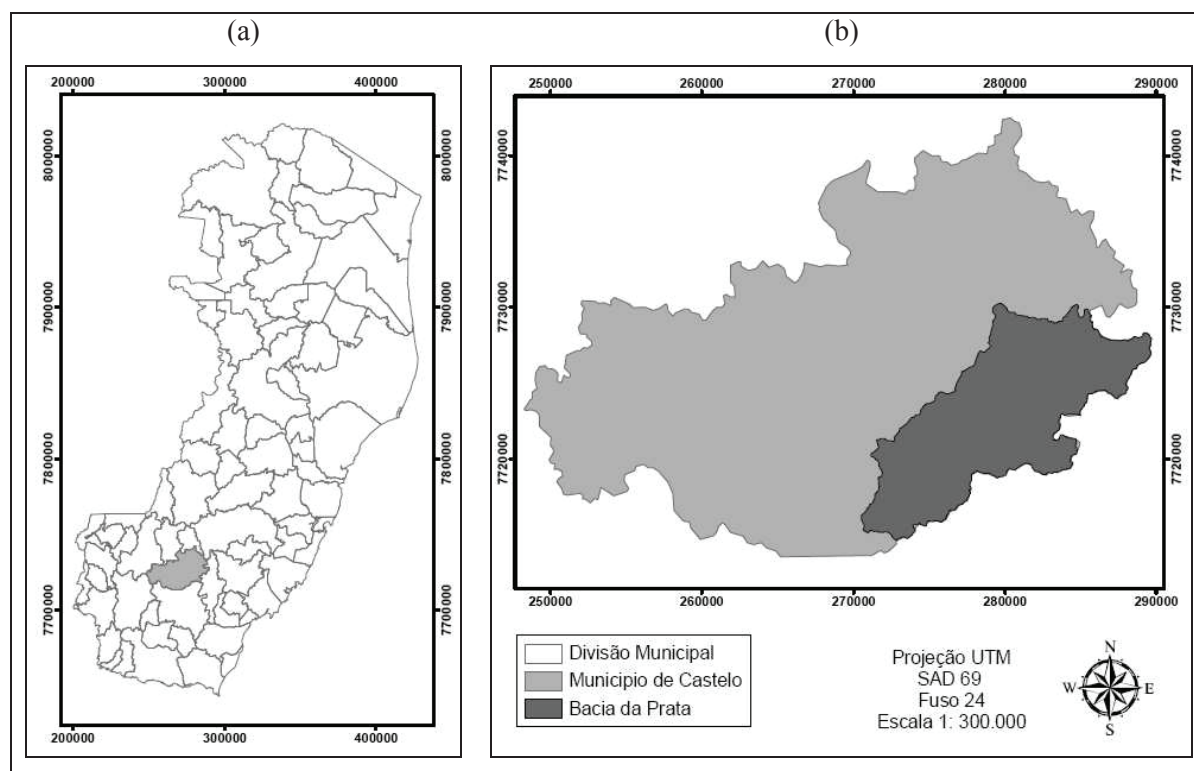 (a)
(b)
200000 300000 400000
8000000 8000000
7900000 7900000
7800000 7800000
7700000 7700000
200000 300000 400000
250000 260000 270000 280000 290000
7740000 7740000
7730000 7730000
7720000 7720000
250000 260000 270000 280000 290000
Divisão Municipal
Municipio de Castelo
Bacia da Prata
Projeção UTM
SAD 69
Fuso 24
Escala 1: 300.000
N
W E
S